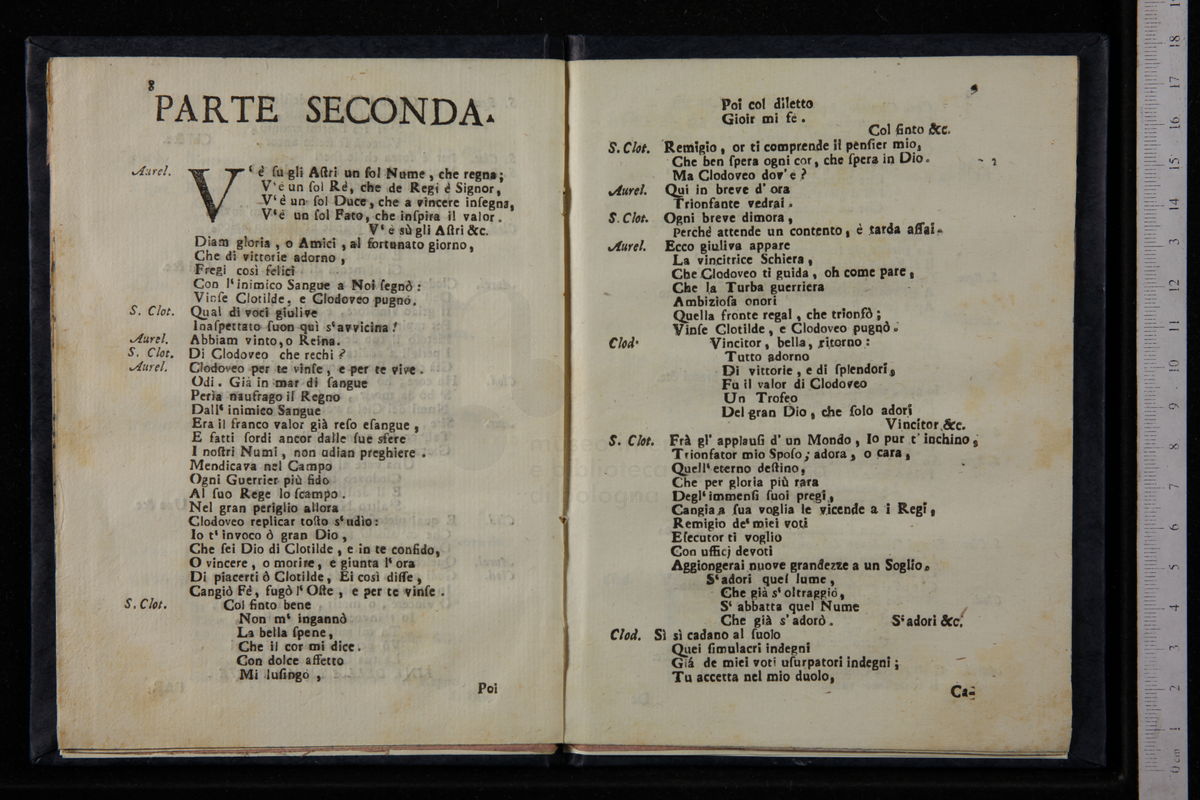 8
PARTE SECONDA.
Aurel. V‘ è ſu gli Aſtri un ſol Nume, che regna;
V‘è un ſol Rè, che de Regi è Signor,
V‘è un ſol Duce, che a vincere inſegna,
V‘è un ſol Fato, che inſpira il valor.
V‘ è sù gli Aſtri &c.
Diam gloria, o Amici, al fortunato giorno,
Che di vittorie adorno,
Fregi così felici
Con l‘ inimico Sangue a Noi ſegnò:
Vinſe Clotilde, e Clodoveo pugnò.
S. Clot. Qual di voci giulive
Inaſpettato ſuon quì s‘avvicina!
Aurel. Abbiam vinto, o Reina.
S. Clot. Di Clodoveo che rechi?
Aurel. Clodoveo per te vinſe, e per te vive.
Odi. Già in mar di ſangue
Perìa naufrago il Regno
Dall‘ inimico Sangue
Era il franco valor già reſo eſangue,
E fatti ſordi ancor dalle ſue sfere
I noſtri Numi, non udian preghiere.
Mendicava nel Campo
Ogni Guerrier più fido
Al ſuo Rege lo ſcampo.
Nel gran periglio allora
Clodoveo replicar toſto s‘ udìo:
Io t‘ invoco ò gran Dio,
Che ſei Dio di Clotilde, e in te confido,
O vincere, o morire, è giunta l‘ ora
Di piacerti ò Clotilde, Ei così diſſe,
Cangiò Fè, fugò l‘ Oſte, e per te vinſe.
S. Clot. Col finto bene
Non m‘ ingannò
La bella ſpene,
Che il cor mi dice.
Con dolce affetto
Mi luſingò,
Poi
9
Poi col diletto
Gioir mi fe.
Col finto &c.
S. Clot. Remigio, or ti comprende il penſier mio,
Che ben ſpera ogni cor, che ſpera in Dio.
Ma Clodoveo dov' e?
Aurel. Qui in breve d' ora
Trionfante vedrai.
S. Clot. Ogni breve dimora,
Perchè attende un contento, è tarda aſſai.
Aurel. Ecco giuliva appare
La vincitrice Schiera,
Che Clodoveo ti guida, oh come pare,
Che la Turba guerriera
Ambizioſa onori
Quella fronte regal, che trionfò;
Vinſe Clotilde, e Clodoveo pugnò.
Clod. Vincitor, bella, ritorno:
Tutto adorno
Di vittorie, e di ſplendori,
Fu il valor di Clodoveo
Un Trofeo
Del gran Dio, che ſolo adori
Vincitor &c.
S. Clot. Frà gl' applauſi d' un Mondo, Io pur t' inchino,
Trionfator mio Spoſo; adora, o cara,
Quell‘ eterno deſtino,
Che per gloria più rara
Degl‘ immenſi ſuoi pregi,
Cangia a ſua voglia le vicende a i Regi,
Remigio de‘ miei voti
Eſecutor ti voglio
Con ufficj devoti
Aggiongerai nuove grandezze a un Soglio.
S‘ adori quel lume,
Che già s‘ oltraggiò,
S‘ abbatta quel Nume
Che già s' adorò. S‘ adori &c.
Clod. Sì sì cadano al ſuolo
Quei ſimulacri indegni
Giá de miei voti uſurpatori indegni;
Tu accetta nel mio duolo,
Ca-
museo
e biblioteca
di bologna